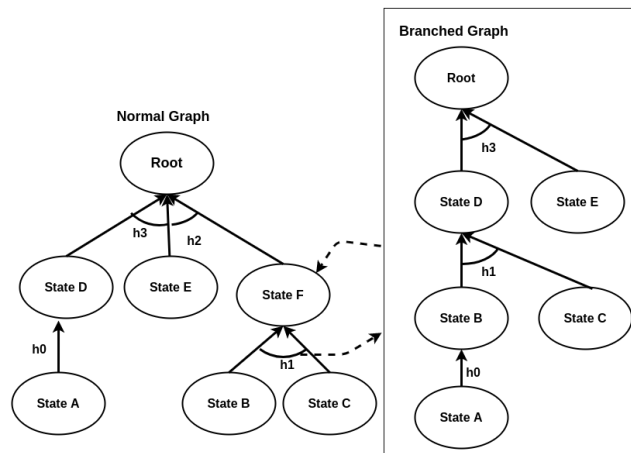 Normal Graph
Root
h3
h2
State D
State E
State F
h0
h1
State A
State B
State C
Branched Graph
Root
h3
State D
State E
h1
State B
State C
h0
State A